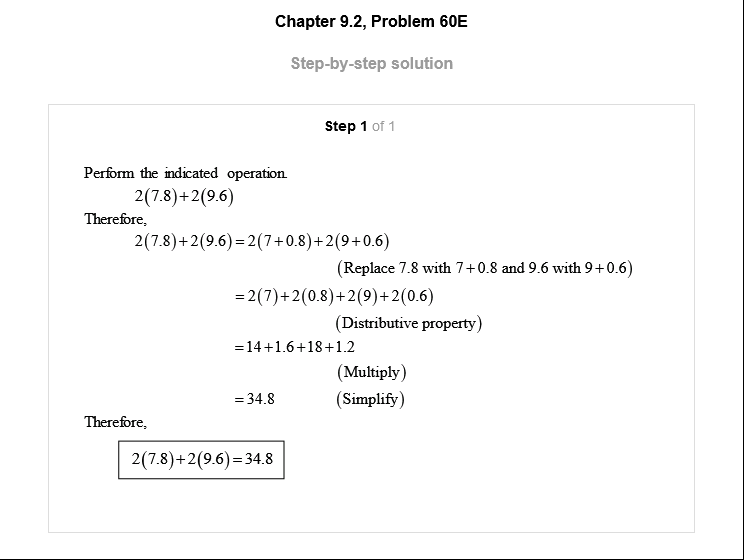 Chapter 9.2, Problem 60E
Step-by-step solution
Step 1 of 1
Perform the indicated operation.
2(7.8)+2(9.6)
Therefore,
2(7.8)+2(9.6)=2(7+0.8)+2(9+0.6)
(Replace 7.8 with 7+0.8 and 9.6 with 9+0.6)
=2(7)+2(0.8)+2(9)+2(0.6)
(Distributive property)
=14+1.6+18+1.2
(Multiply)
=34.8 (Simplify)
Therefore,
2(7.8)+2(9.6)=34.8